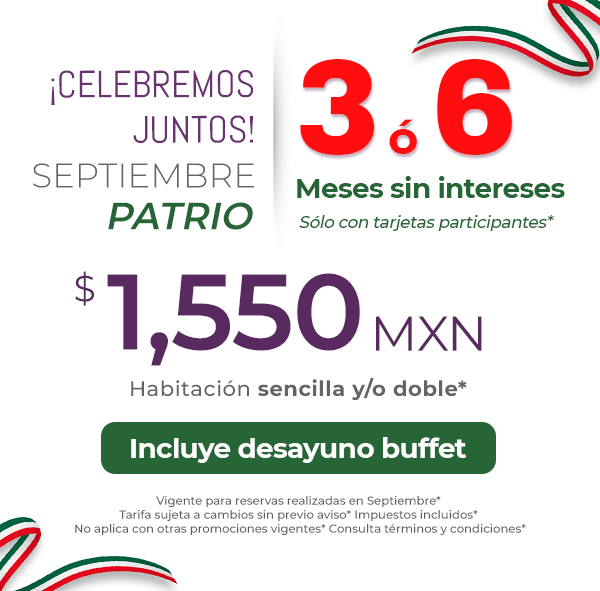 ¡CELEBREMOS
JUNTOS!
SEPTIEMBRE
PATRIO
3 ó 6
Meses sin intereses
Sólo con tarjetas participantes*
$ 1,550 MXN
Habitación sencilla y/o doble*
Incluye desayuno buffet
Vigente para reservas realizadas en Septiembre*
Tarifa sujeta a cambios sin previo aviso* Impuestos incluidos*
No aplica con otras promociones vigentes* Consulta términos y condiciones*